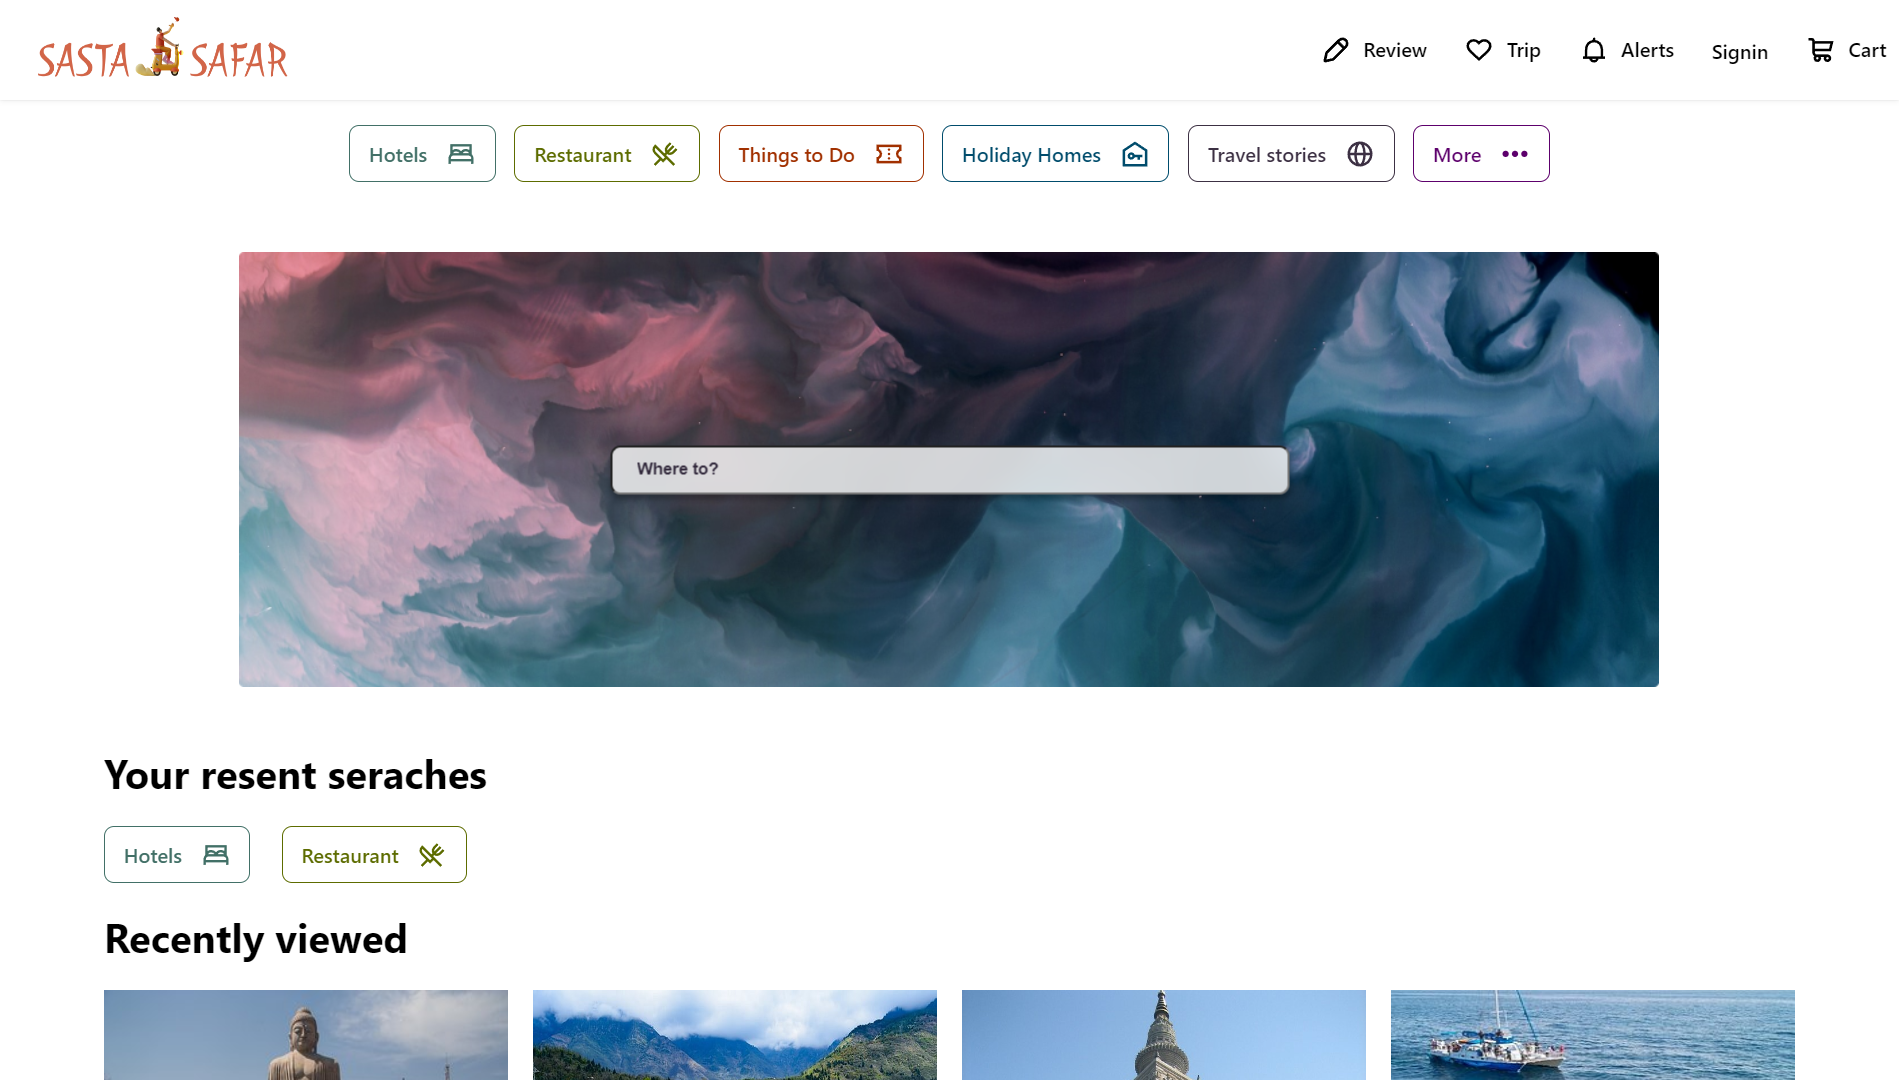 SASTA SAFAR
Review Trip Alerts Signin Cart
Hotels Restaurant Things to Do Holiday Homes Travel stories More
Where to?
Your resent seraches
Hotels Restaurant
Recently viewed